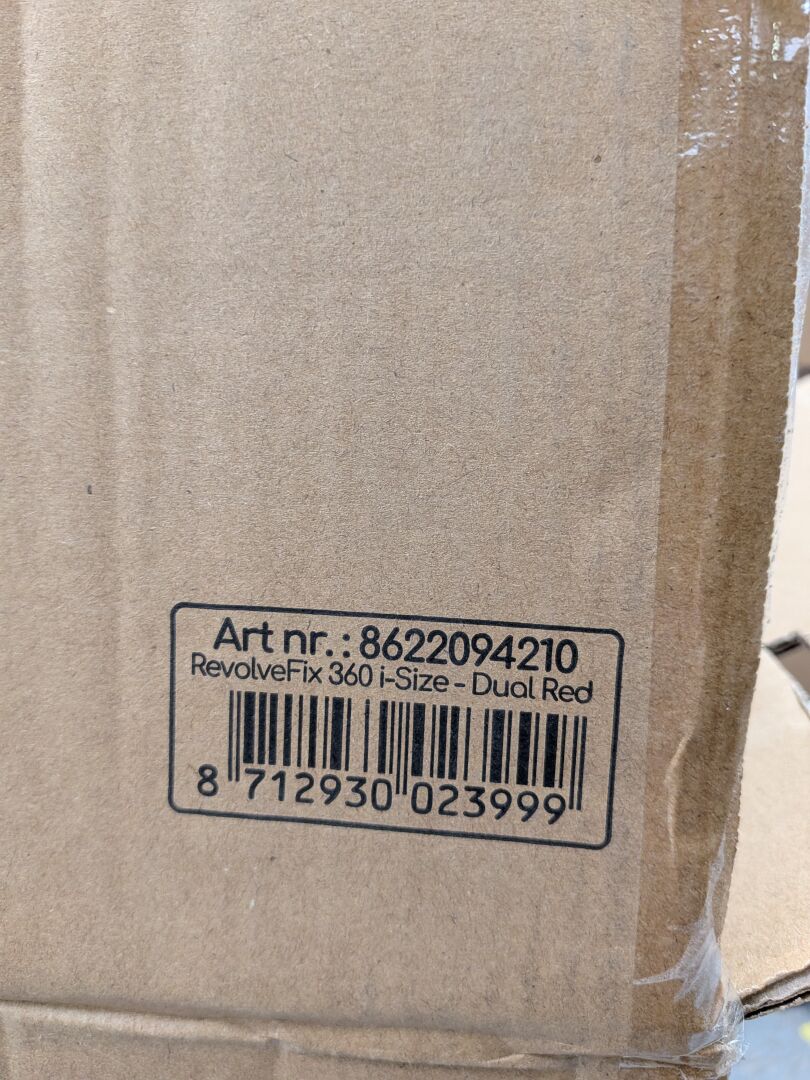 Art nr.: 8622094210
RevolveFix 360 i-Size - Dual Red
8 712930 023999